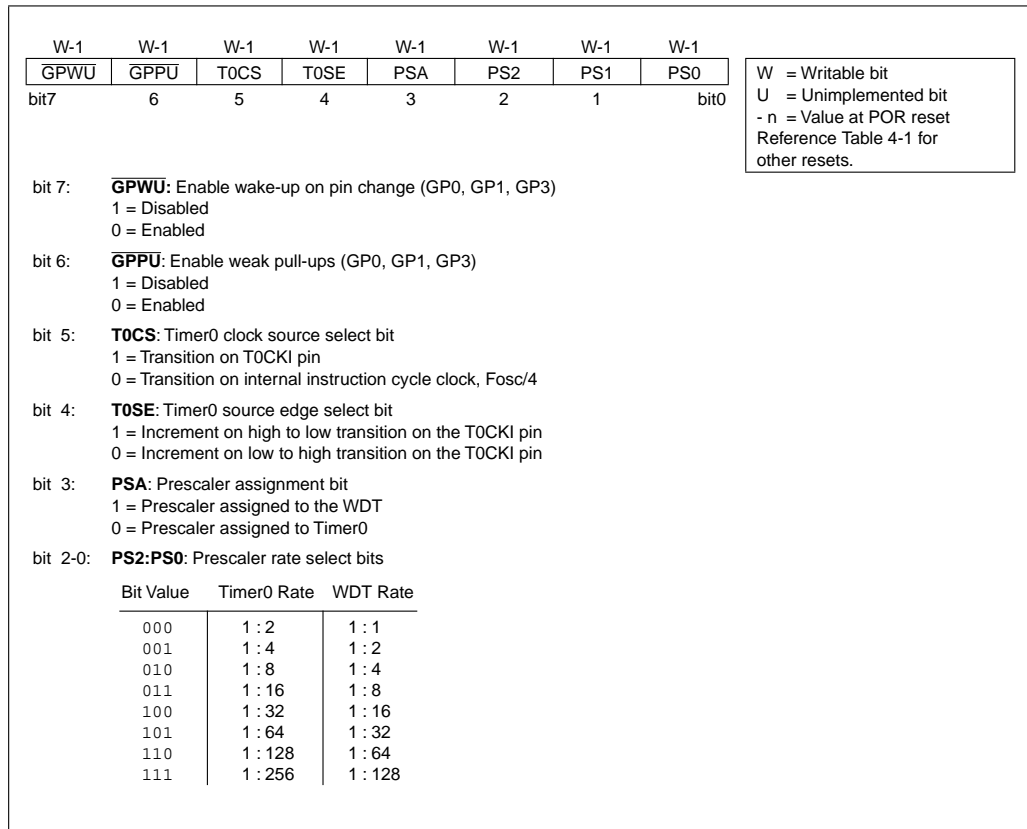 W-1 W-1 W-1 W-1 W-1 W-1 W-1 W-1
GPWU GPPU T0CS T0SE PSA PS2 PS1 PS0
bit7 6 5 4 3 2 1 bit0
W = Writable bit
U = Unimplemented bit
- n = Value at POR reset
Reference Table 4-1 for
other resets.
bit 7: GPWU: Enable wake-up on pin change (GP0, GP1, GP3)
1 = Disabled
0 = Enabled
bit 6: GPPU: Enable weak pull-ups (GP0, GP1, GP3)
1 = Disabled
0 = Enabled
bit 5: T0CS: Timer0 clock source select bit
1 = Transition on T0CKI pin
0 = Transition on internal instruction cycle clock, Fosc/4
bit 4: T0SE: Timer0 source edge select bit
1 = Increment on high to low transition on the T0CKI pin
0 = Increment on low to high transition on the T0CKI pin
bit 3: PSA: Prescaler assignment bit
1 = Prescaler assigned to the WDT
0 = Prescaler assigned to Timer0
bit 2-0: PS2:PS0: Prescaler rate select bits
Bit Value Timer0 Rate WDT Rate
000 1 : 2 1 : 1
001 1 : 4 1 : 2
010 1 : 8 1 : 4
011 1 : 16 1 : 8
100 1 : 32 1 : 16
101 1 : 64 1 : 32
110 1 : 128 1 : 64
111 1 : 256 1 : 128